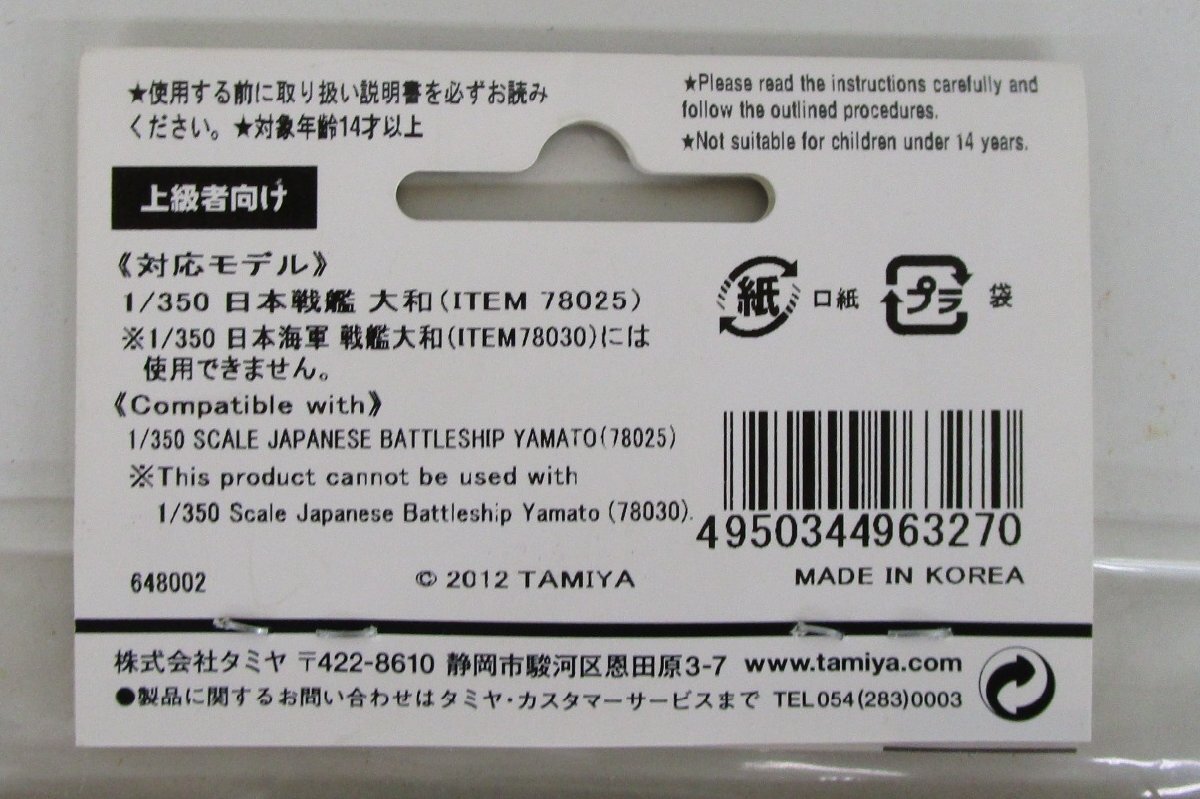 ★使用する前に取り扱い説明書を必ずお読み
ください。★対象年齢14才以上
★Please read the instructions carefully and
follow the outlined procedures.
★Not suitable for children under 14 years.
上級者向け
《対応モデル》
1/350 日本戦艦 大和(ITEM 78025)
※1/350 日本海軍 戦艦大和(ITEM78030)には
使用できません。
紙 口紙
プラ 袋
《Compatible with》
1/350 SCALE JAPANESE BATTLESHIP YAMATO(78025)
※This product cannot be used with
1/350 Scale Japanese Battleship Yamato (78030).
4950344963270
648002
© 2012 TAMIYA
MADE IN KOREA
株式会社タミヤ 〒422-8610 静岡市駿河区恩田原3-7 www.tamiya.com
●製品に関するお問い合わせはタミヤ・カスタマーサービスまで TEL054(283)0003